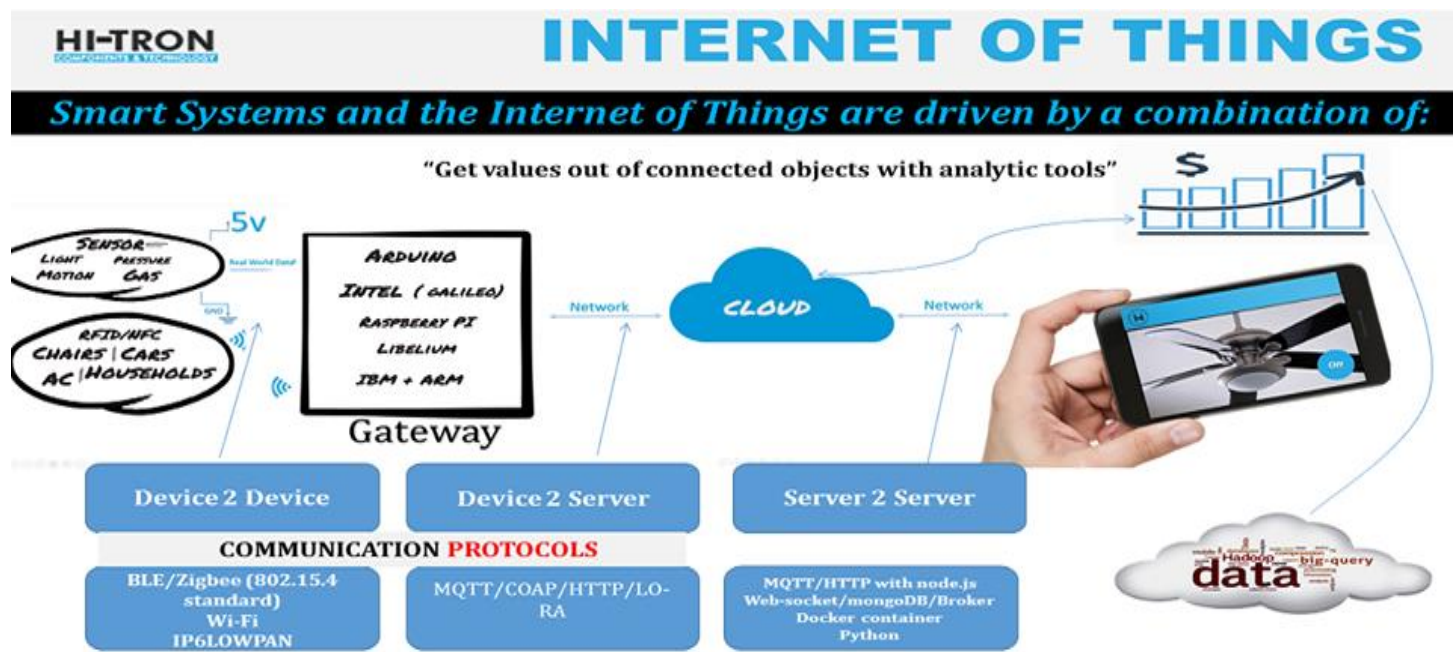 HI-TRON
COMPONENTS & TECHNOLOGY
INTERNET OF THINGS
Smart Systems and the Internet of Things are driven by a combination of:
“Get values out of connected objects with analytic tools”
$
5v
SENSOR
LIGHT PRESSURE
MOTION GAS
Real World Data!
GND
RFID/NFC
CHAIRS | CARS
AC | HOUSEHOLDS
ARDUINO
INTEL ( GALILEO)
RASPBERRY PI
LIBELIUM
IBM + ARM
Gateway
Network
CLOUD
Network
Off
Device 2 Device
Device 2 Server
Server 2 Server
COMMUNICATION PROTOCOLS
BLE/Zigbee (802.15.4
standard)
Wi-Fi
IP6LOWPAN
MQTT/COAP/HTTP/LO-
RA
MQTT/HTTP with node.js
Web-socket/mongoDB/Broker
Docker container
Python
Hadoop
big-query
data